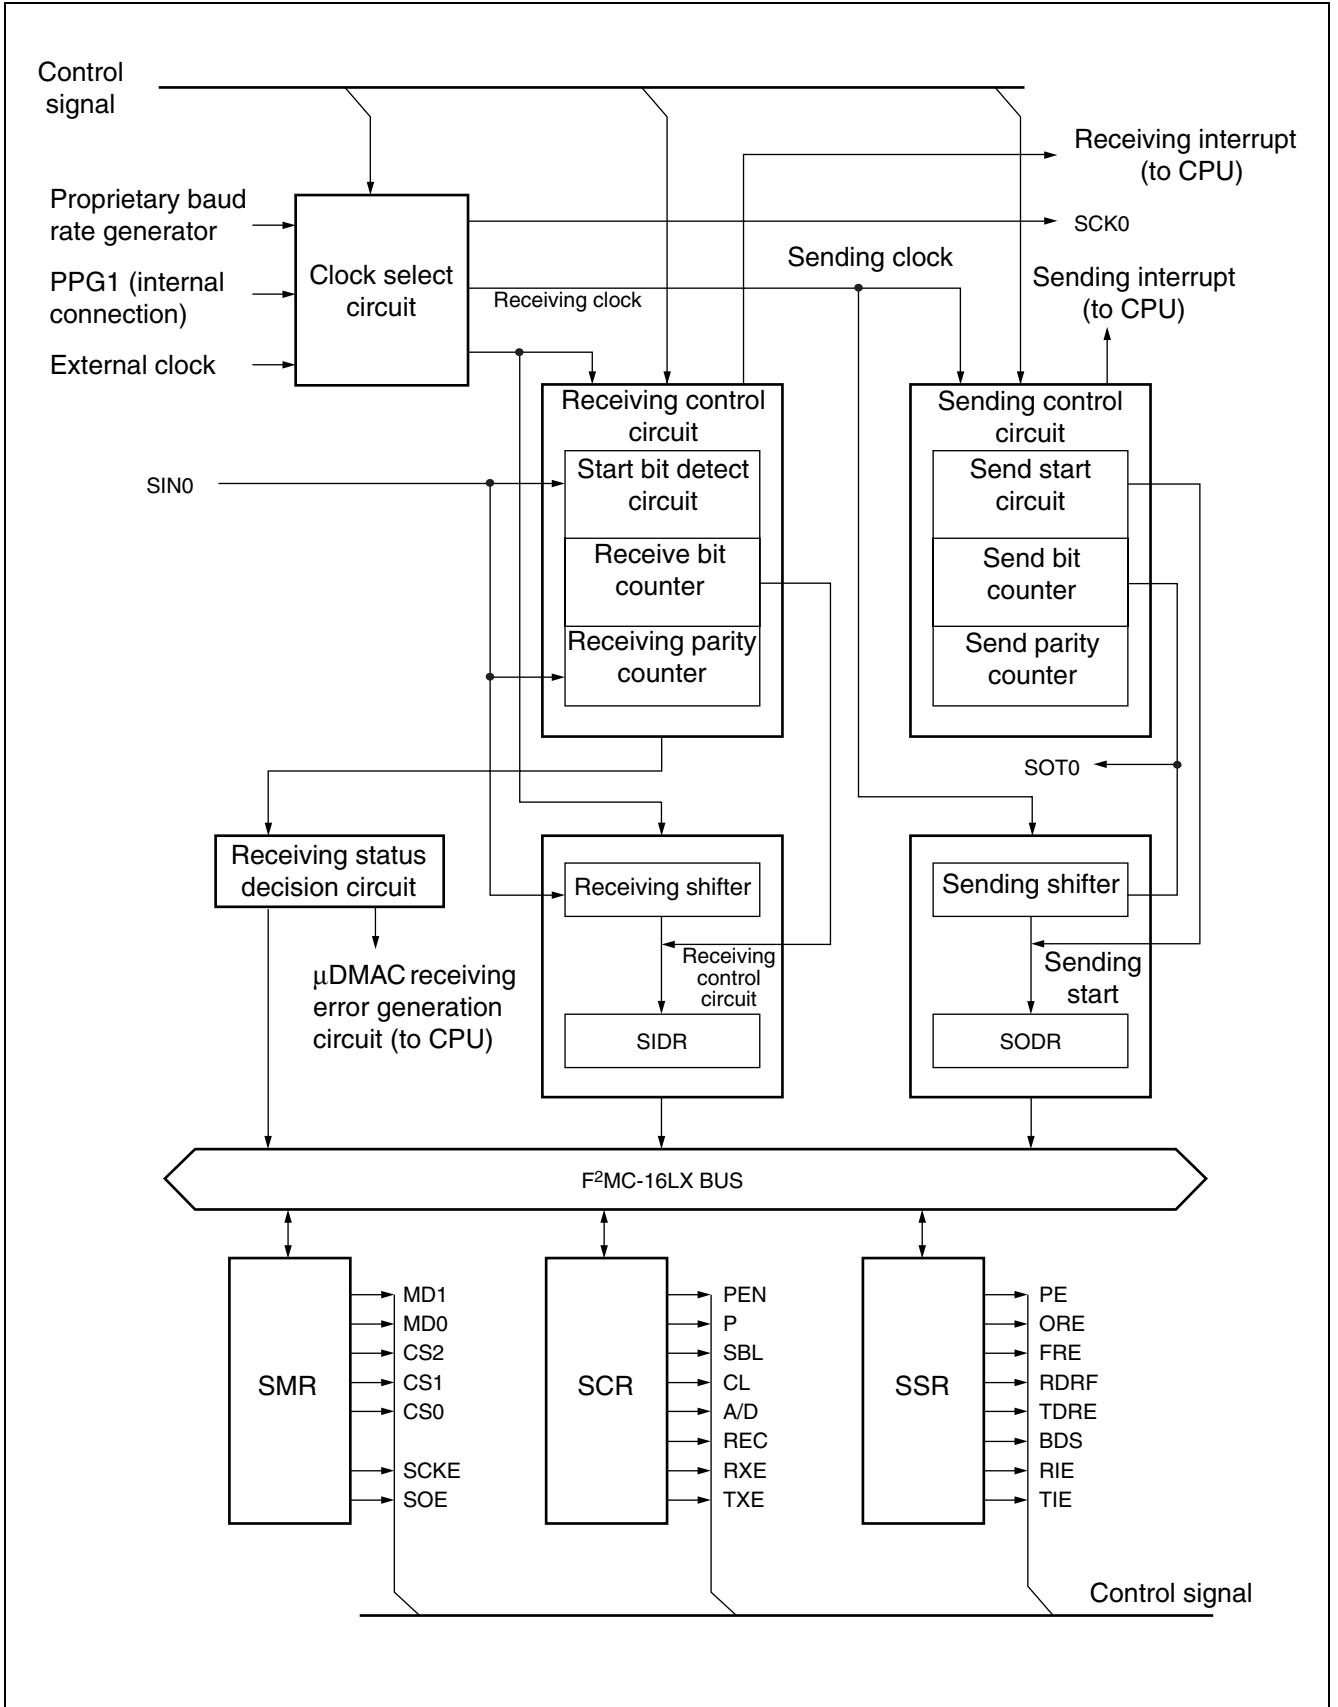 Control
signal
Receiving interrupt
(to CPU)
Proprietary baud
rate generator
SCK0
Clock select
circuit
Sending clock
PPG1 (internal
connection)
Receiving clock
Sending interrupt
(to CPU)
External clock
Receiving control
circuit
Sending control
circuit
SIN0
Start bit detect
circuit
Send start
circuit
Receive bit
counter
Send bit
counter
Receiving parity
counter
Send parity
counter
SOT0
Receiving status
decision circuit
Receiving shifter
Sending shifter
µDMAC receiving
error generation
circuit (to CPU)
Receiving
control
circuit
Sending
start
SIDR
SODR
F²MC-16LX BUS
SMR
MD1
MD0
CS2
CS1
CS0
SCKE
SOE
SCR
PEN
P
SBL
CL
A/D
REC
RXE
TXE
SSR
PE
ORE
FRE
RDRF
TDRE
BDS
RIE
TIE
Control signal